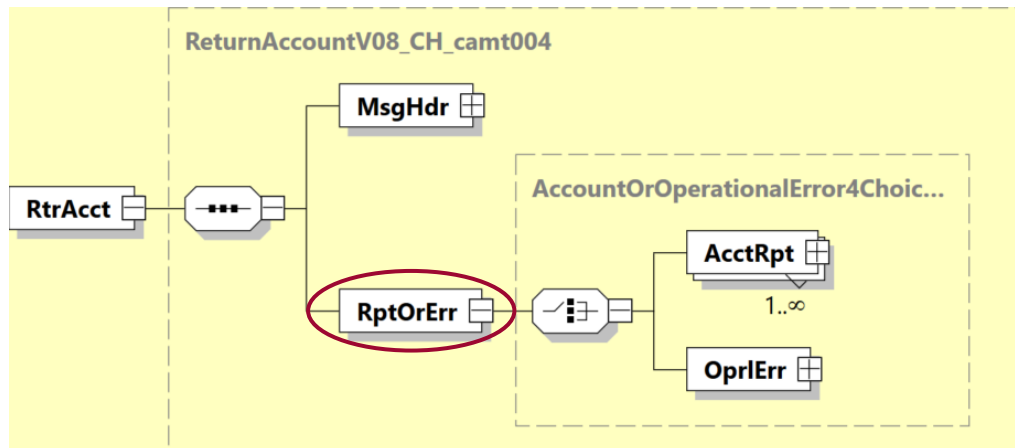 ReturnAccountV08_CH_camt004
MsgHdr
AccountOrOperationalError4Choic...
RtrAcct
AcctRpt
1..∞
RptOrErr
OprlErr